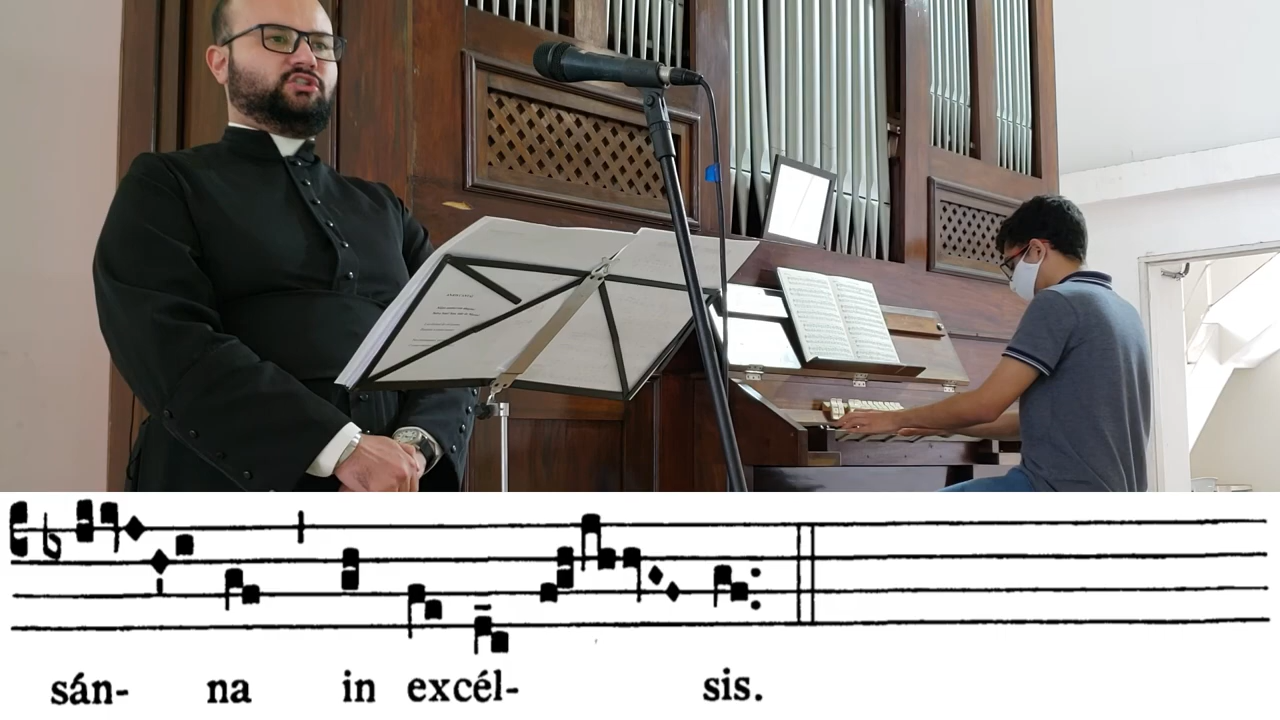 sán- na in excél- sis.